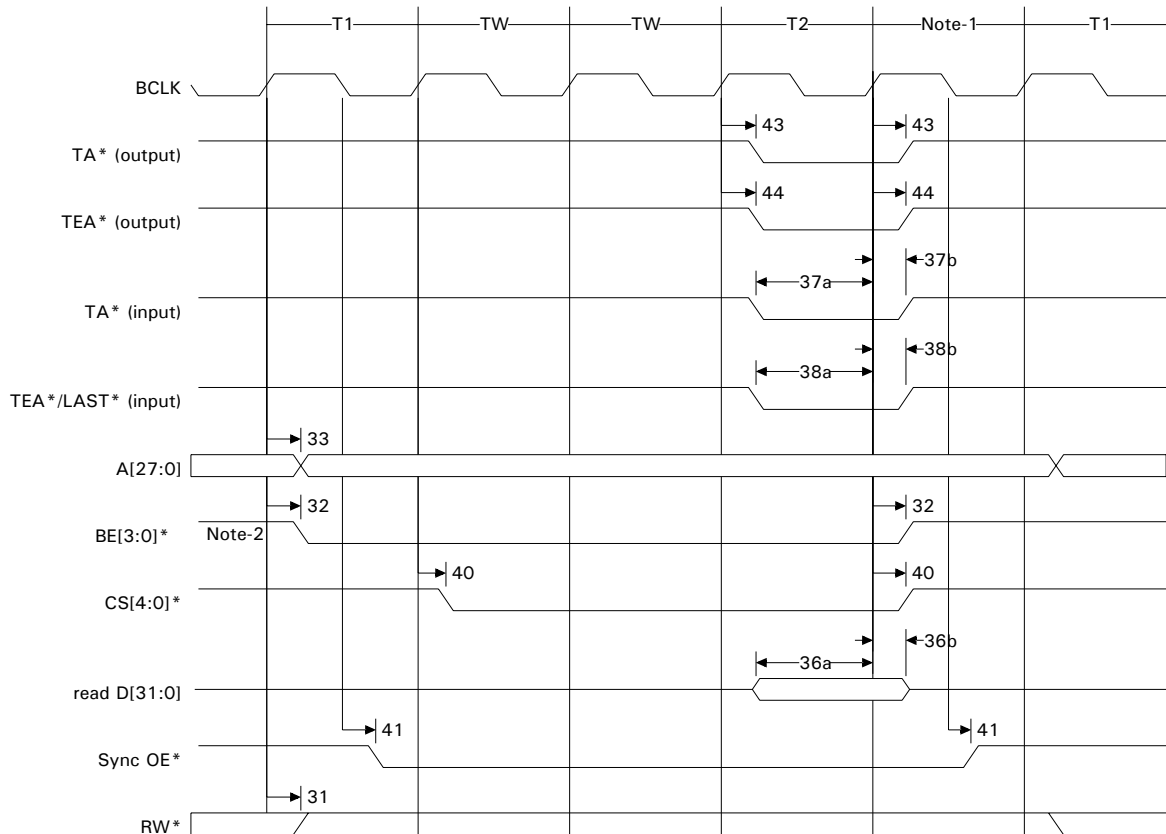 T1 TW TW T2 Note-1 T1
BCLK
43 43
TA* (output)
44 44
TEA* (output)
37b
37a
TA* (input)
38b
38a
TEA*/LAST* (input)
33
A[27:0]
32 32
BE[3:0]* Note-2
40 40
CS[4:0]*
36b
36a
read D[31:0]
41 41
Sync OE*
31
RW*